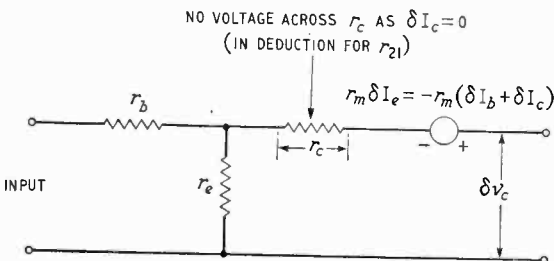 NO VOLTAGE ACROSS r_c AS δI_c=0
(IN DEDUCTION FOR r_21)
r_m δI_e=-r_m(δI_b+δI_c)
r_b
- +
r_c
INPUT
r_e
δv_c